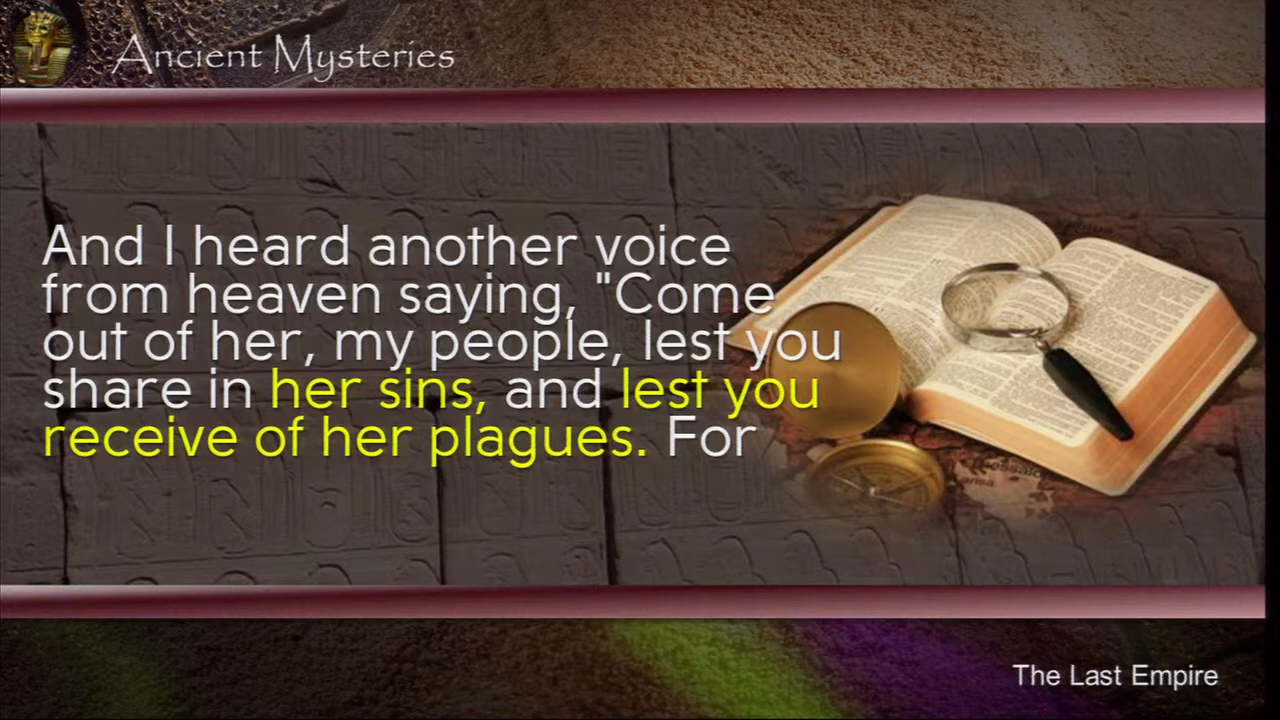 Ancient Mysteries
And I heard another voice
from heaven saying, "Come
out of her, my people, lest you
share in her sins, and lest you
receive of her plagues. For
The Last Empire